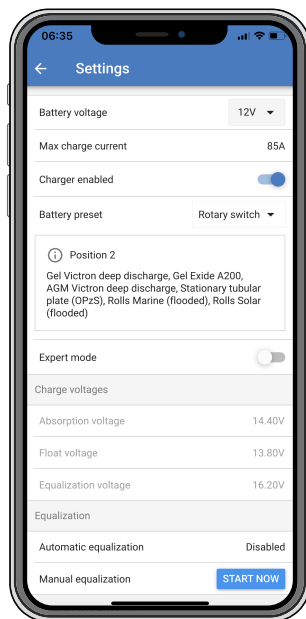 06:35
Settings
Battery voltage 12V
Max charge current 85A
Charger enabled
Battery preset Rotary switch
Position 2
Gel Victron deep discharge, Gel Exide A200,
AGM Victron deep discharge, Stationary tubular
plate (OPzS), Rolls Marine (flooded), Rolls Solar
(flooded)
Expert mode
Charge voltages
Absorption voltage 14.40V
Float voltage 13.80V
Equalization voltage 16.20V
Equalization
Automatic equalization Disabled
Manual equalization START NOW